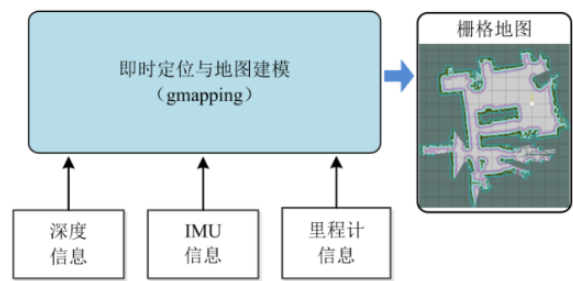 即时定位与地图建模
（gmapping）
栅格地图
深度
信息
IMU
信息
里程计
信息